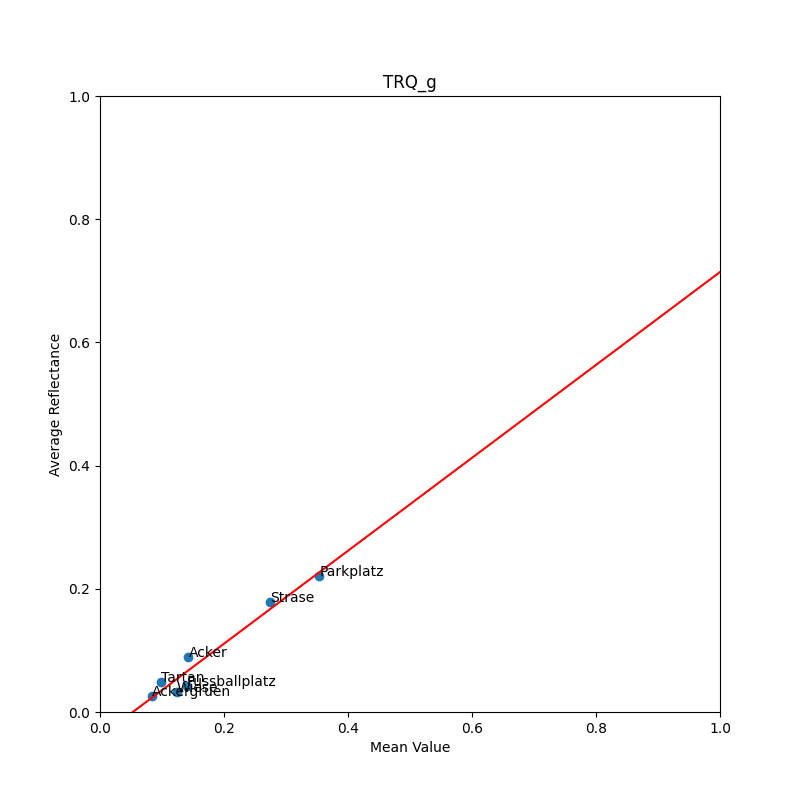 TRQ_g
1.0
0.8
0.6
0.4
0.2
0.0
Average Reflectance
Parkplatz
Strase
Acker
Tartan
Fussballplatz
Wiese
Ackergruen
0.0 0.2 0.4 0.6 0.8 1.0
Mean Value